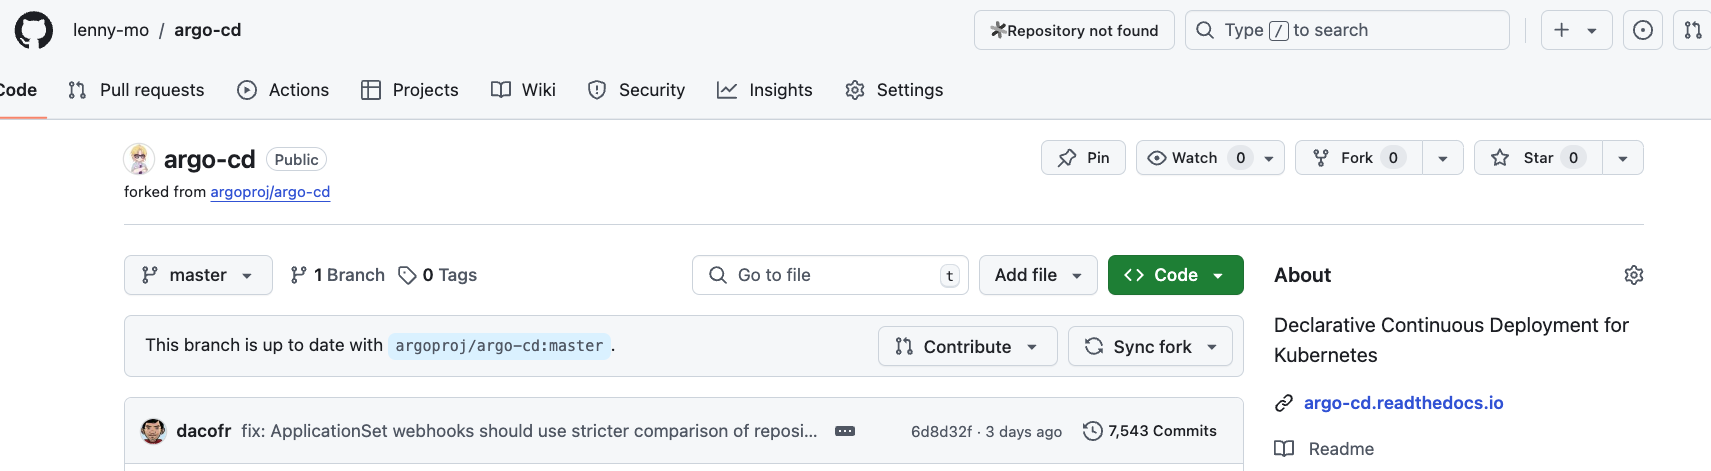 lenny-mo / argo-cd
Repository not found
Type / to search
Code
Pull requests
Actions
Projects
Wiki
Security
Insights
Settings
argo-cd
Public
Pin
Watch 0
Fork 0
Star 0
forked from argoproj/argo-cd
master
1 Branch
0 Tags
Go to file
t
Add file
Code
About
This branch is up to date with argoproj/argo-cd:master.
Contribute
Sync fork
Declarative Continuous Deployment for
Kubernetes
argo-cd.readthedocs.io
dacofr fix: ApplicationSet webhooks should use stricter comparison of reposi...
6d8d32f · 3 days ago
7,543 Commits
Readme